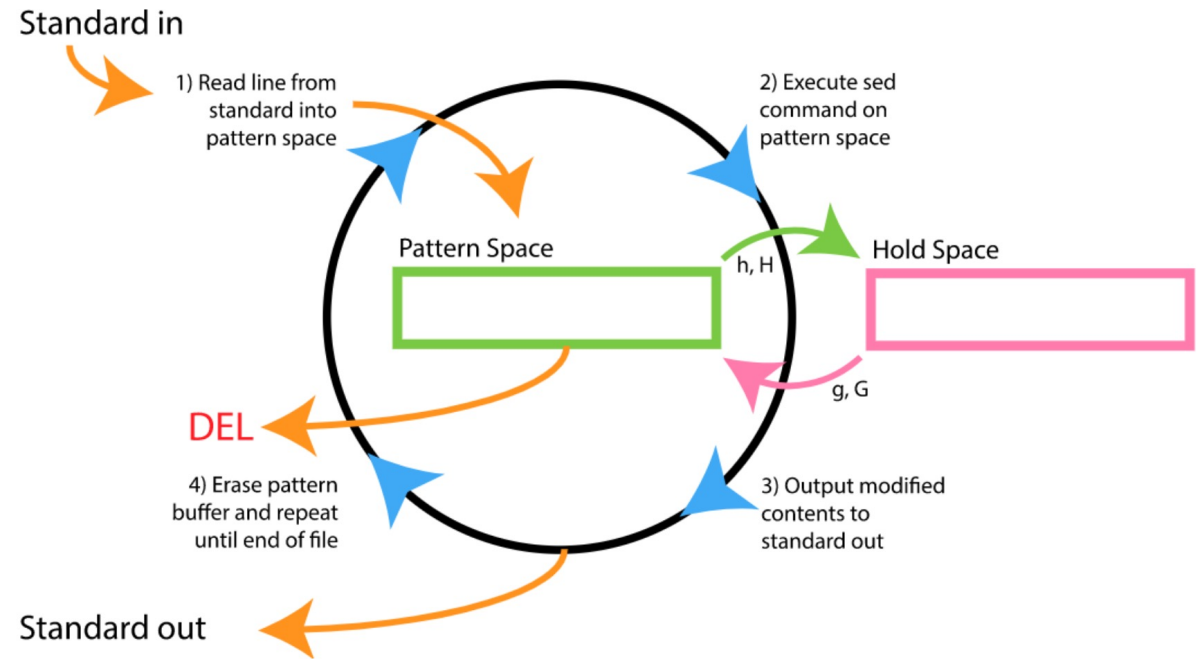 Standard in
1) Read line from
standard into
pattern space
2) Execute sed
command on
pattern space
Pattern Space
h, H
Hold Space
g, G
DEL
4) Erase pattern
buffer and repeat
until end of file
3) Output modified
contents to
standard out
Standard out